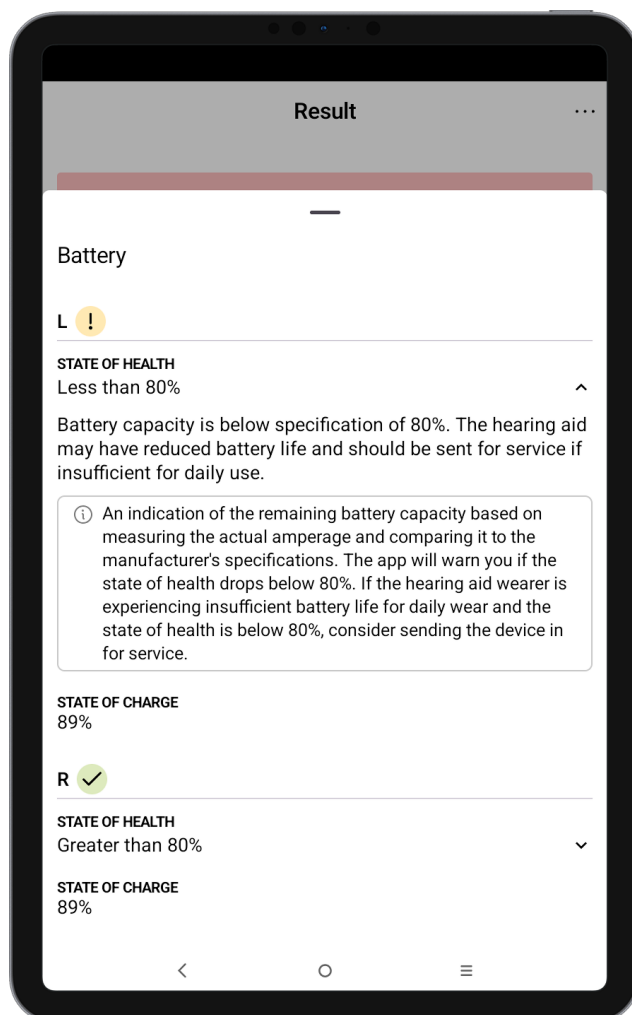 Result
Battery
L !
STATE OF HEALTH
Less than 80%
Battery capacity is below specification of 80%. The hearing aid
may have reduced battery life and should be sent for service if
insufficient for daily use.
An indication of the remaining battery capacity based on
measuring the actual amperage and comparing it to the
manufacturer's specifications. The app will warn you if the
state of health drops below 80%. If the hearing aid wearer is
experiencing insufficient battery life for daily wear and the
state of health is below 80%, consider sending the device in
for service.
STATE OF CHARGE
89%
R
STATE OF HEALTH
Greater than 80%
STATE OF CHARGE
89%